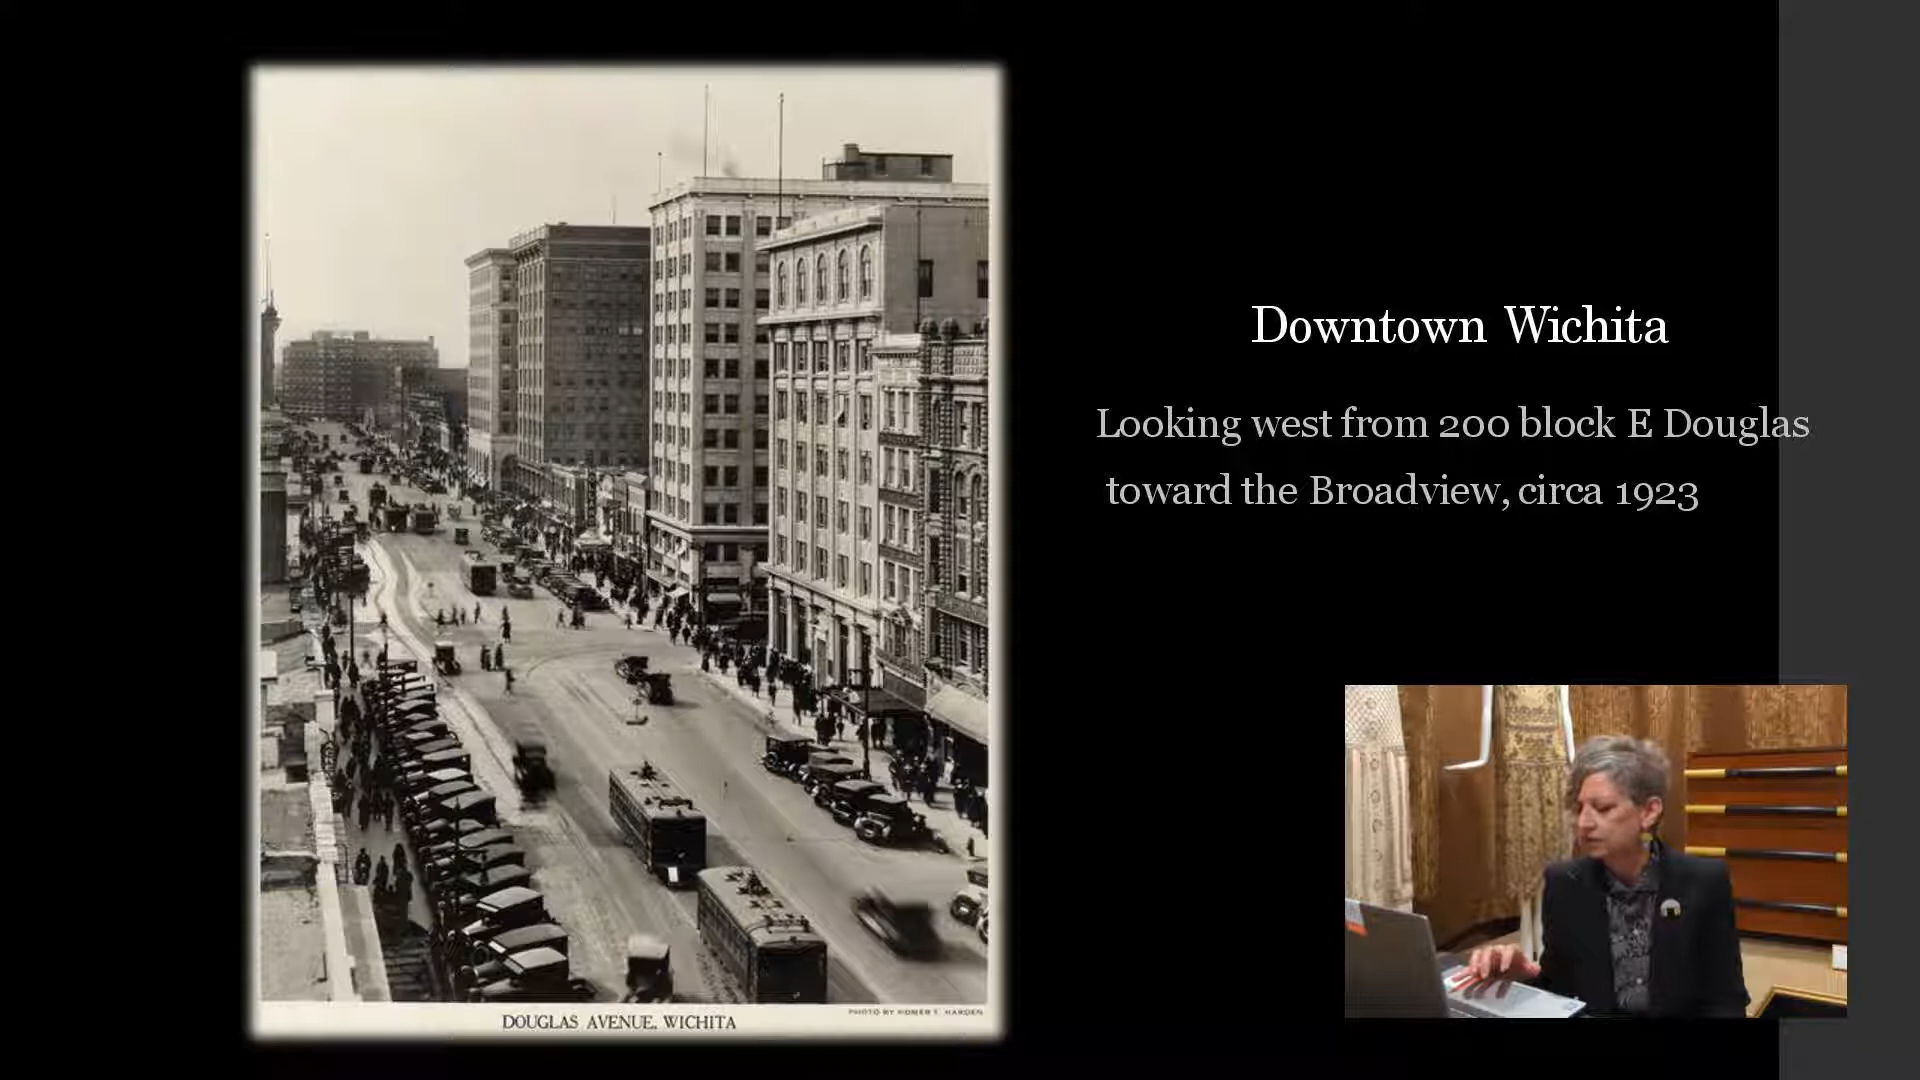 Downtown Wichita
Looking west from 200 block E Douglas
toward the Broadview, circa 1923
PHOTO BY HOMER T. HARDEN
DOUGLAS AVENUE, WICHITA